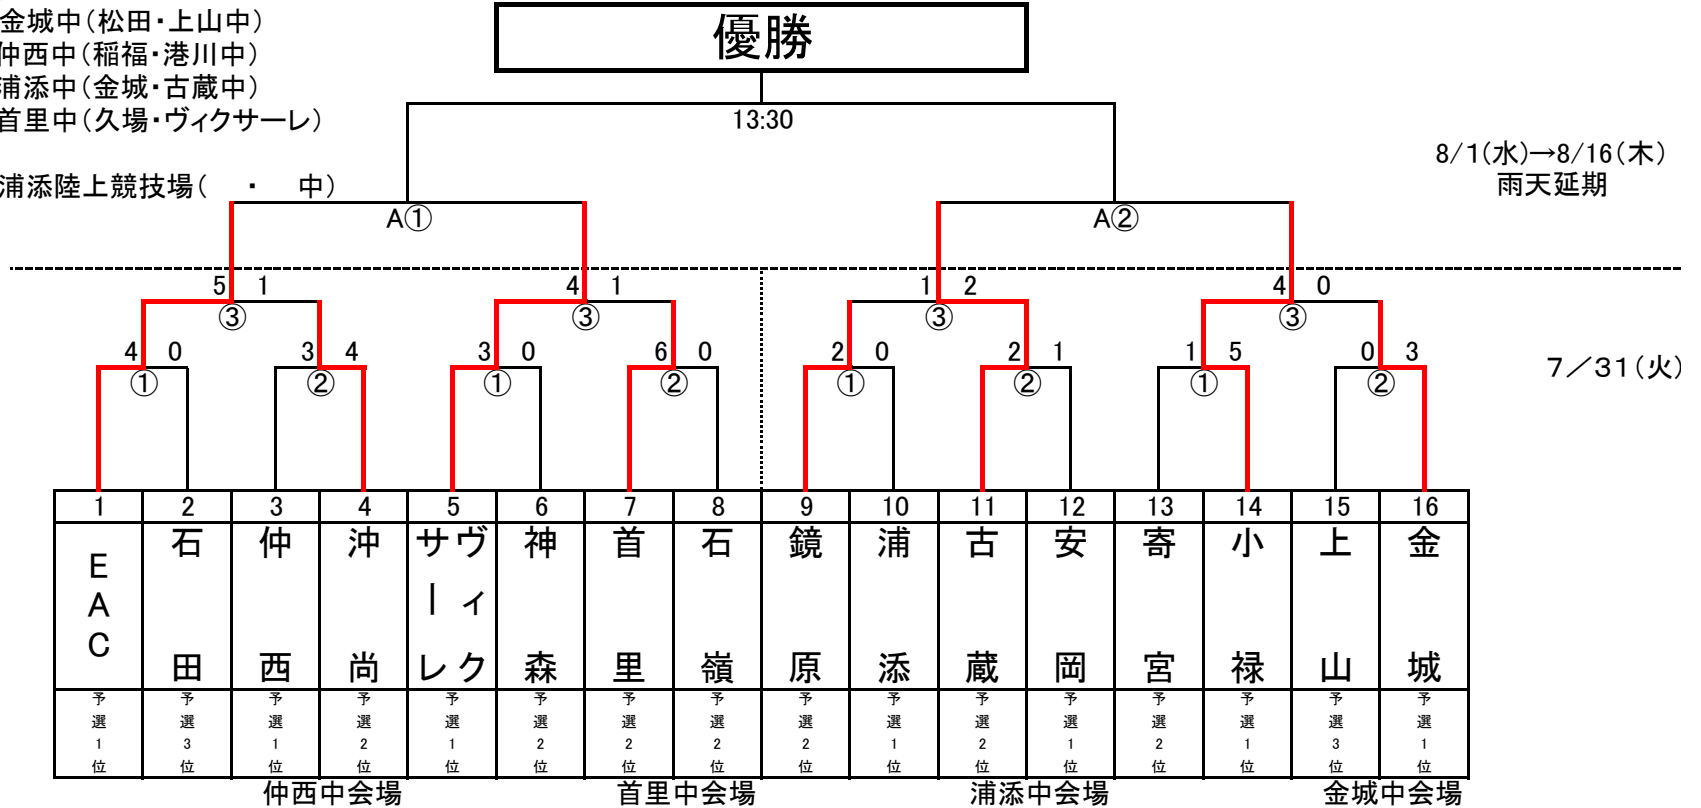 金城中(松田・上山中)
仲西中(稲福・港川中)
浦添中(金城・古蔵中)
首里中(久場・ヴィクサーレ)
浦添陸上競技場(　・　中)
優勝
13:30
8/1(水)→8/16(木)
雨天延期
A① A②
5 1 4 1 1 2 4 0
③ ③ ③ ③
4 0 3 4 3 0 6 0 2 0 2 1 1 5 0 3
① ② ① ② ① ② ① ②
7/31(火)
1 2 3 4 5 6 7 8 9 10 11 12 13 14 15 16
EAC
石田
仲西
沖尚
ヴィクサーレ
神森
首里
石嶺
鏡原
浦添
古蔵
安岡
寄宮
小禄
上山
金城
予選1位
予選3位
予選1位
予選2位
予選1位
予選2位
予選2位
予選2位
予選2位
予選1位
予選2位
予選1位
予選2位
予選1位
予選3位
予選1位
仲西中会場 首里中会場 浦添中会場 金城中会場